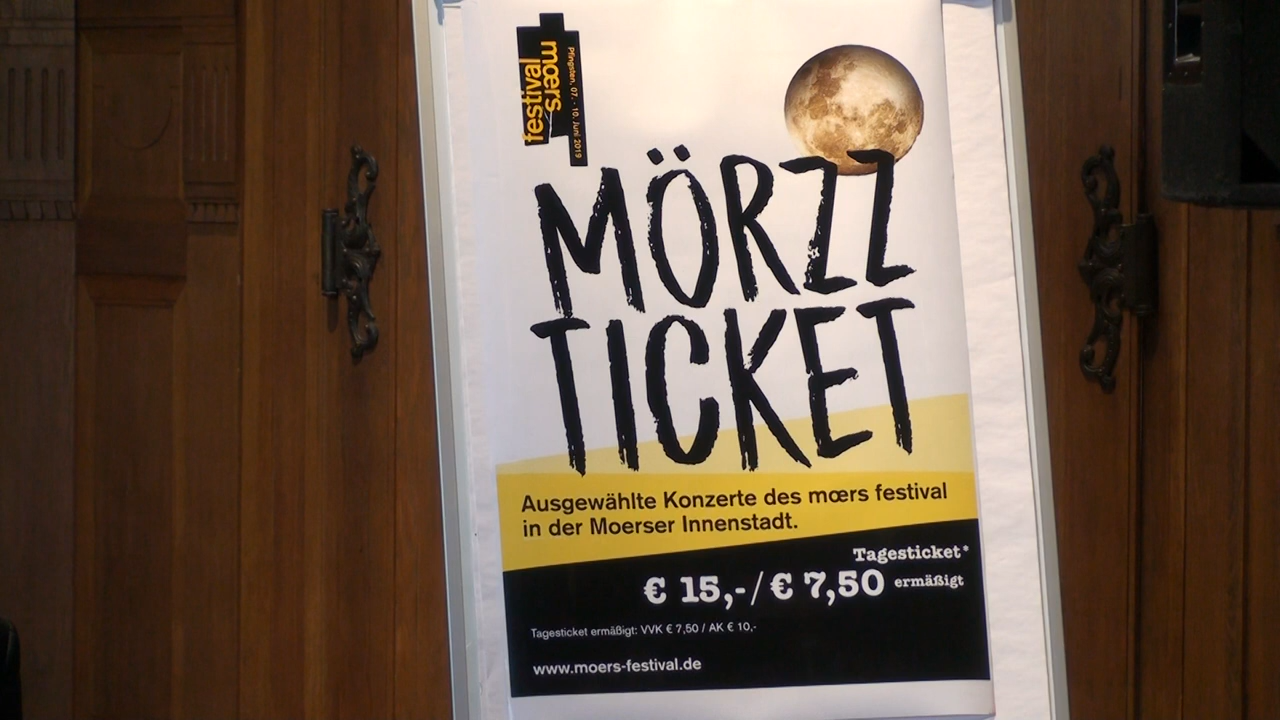 festival
mœrs
Pfingsten, 07. - 10. Juni 2019
MÖRZZ
TICKET
Ausgewählte Konzerte des mœrs festival
in der Moerser Innenstadt.
Tagesticket*
€ 15,-/€ 7,50 ermäßigt
Tagesticket ermäßigt: VVK € 7,50 / AK € 10,-
www.moers-festival.de